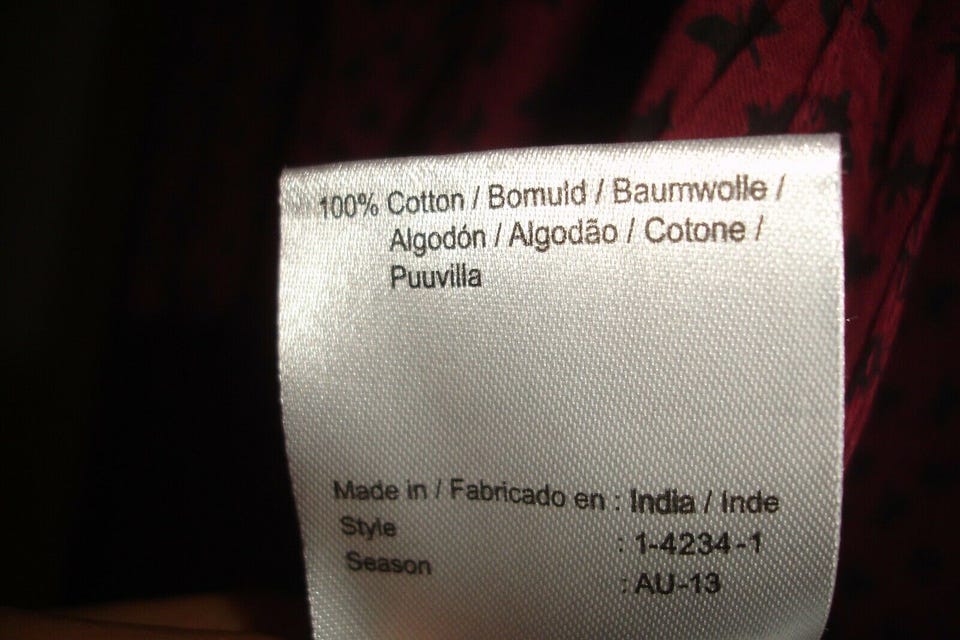 100% Cotton / Bomuld / Baumwolle /
Algodón / Algodão / Cotone /
Puuvilla
Made in / Fabricado en : India / Inde
Style : 1-4234-1
Season : AU-13